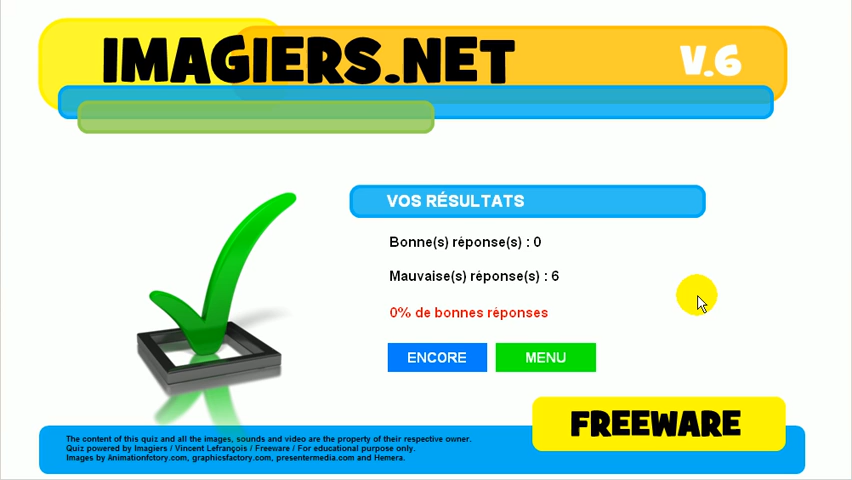 IMAGIERS.NET
V.6
VOS RÉSULTATS
Bonne(s) réponse(s) : 0
Mauvaise(s) réponse(s) : 6
0% de bonnes réponses
ENCORE
MENU
FREEWARE
The content of this quiz and all the images, sounds and video are the property of their respective owner.
Quiz powered by Imagiers / Vincent Lefrançois / Freeware / For educational purpose only.
Images by Animationfctory.com, graphicsfactory.com, presentermedia.com and Hemera.